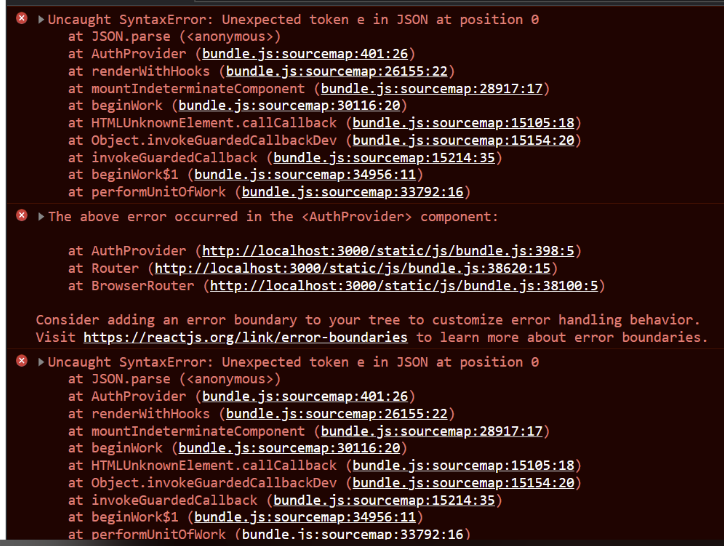 Uncaught SyntaxError: Unexpected token e in JSON at position 0
at JSON.parse (<anonymous>)
at AuthProvider (bundle.js:sourcemap:401:26)
at renderWithHooks (bundle.js:sourcemap:26155:22)
at mountIndeterminateComponent (bundle.js:sourcemap:28917:17)
at beginWork (bundle.js:sourcemap:30116:20)
at HTMLUnknownElement.callCallback (bundle.js:sourcemap:15105:18)
at Object.invokeGuardedCallbackDev (bundle.js:sourcemap:15154:20)
at invokeGuardedCallback (bundle.js:sourcemap:15214:35)
at beginWork$1 (bundle.js:sourcemap:34956:11)
at performUnitOfWork (bundle.js:sourcemap:33792:16)
The above error occurred in the <AuthProvider> component:
at AuthProvider (http://localhost:3000/static/js/bundle.js:398:5)
at Router (http://localhost:3000/static/js/bundle.js:38620:15)
at BrowserRouter (http://localhost:3000/static/js/bundle.js:38100:5)
Consider adding an error boundary to your tree to customize error handling behavior.
Visit https://reactjs.org/link/error-boundaries to learn more about error boundaries.
Uncaught SyntaxError: Unexpected token e in JSON at position 0
at JSON.parse (<anonymous>)
at AuthProvider (bundle.js:sourcemap:401:26)
at renderWithHooks (bundle.js:sourcemap:26155:22)
at mountIndeterminateComponent (bundle.js:sourcemap:28917:17)
at beginWork (bundle.js:sourcemap:30116:20)
at HTMLUnknownElement.callCallback (bundle.js:sourcemap:15105:18)
at Object.invokeGuardedCallbackDev (bundle.js:sourcemap:15154:20)
at invokeGuardedCallback (bundle.js:sourcemap:15214:35)
at beginWork$1 (bundle.js:sourcemap:34956:11)
at performUnitOfWork (bundle.js:sourcemap:33792:16)